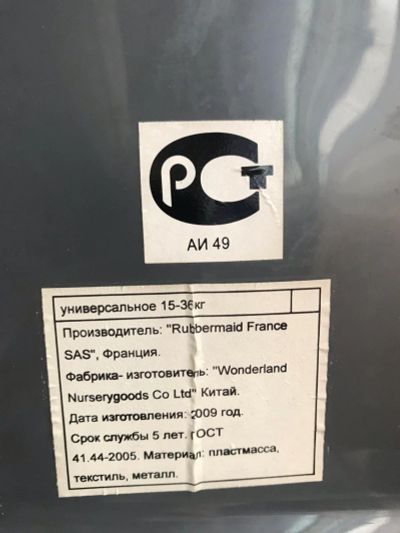 РСТ
АИ 49
универсальное 15-36кг
Производитель: "Rubbermaid France
SAS", Франция.
Фабрика- изготовитель: "Wonderland
Nurserygoods Co Ltd" Китай.
Дата изготовления: 2009 год.
Срок службы 5 лет. ГОСТ
41.44-2005. Материал: пластмасса,
текстиль, металл.